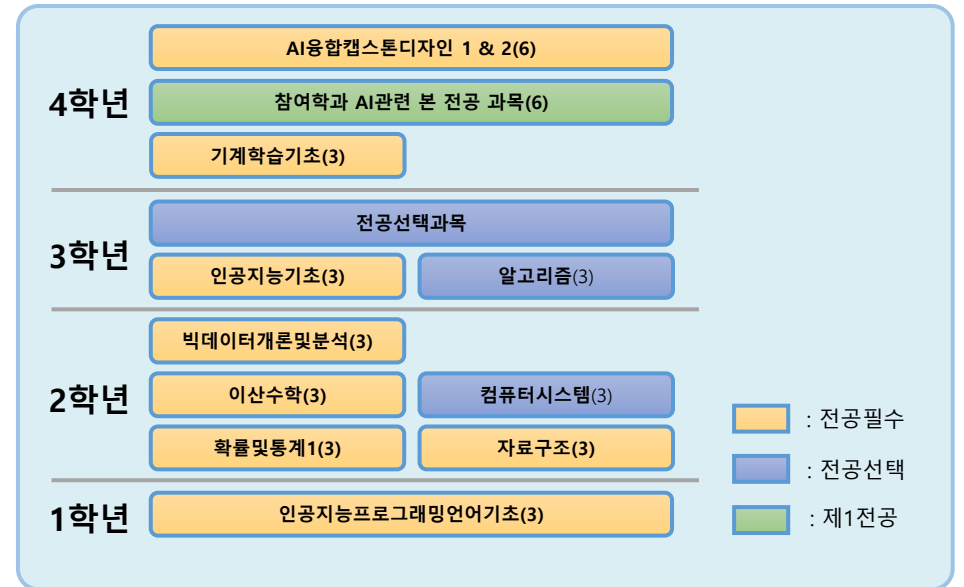 AI융합캡스톤디자인 1 & 2(6)
4학년
참여학과 AI관련 본 전공 과목(6)
기계학습기초(3)
전공선택과목
3학년
인공지능기초(3)
알고리즘(3)
빅데이터개론및분석(3)
2학년
이산수학(3)
컴퓨터시스템(3)
확률및통계1(3)
자료구조(3)
1학년
인공지능프로그래밍언어기초(3)
: 전공필수
: 전공선택
: 제1전공